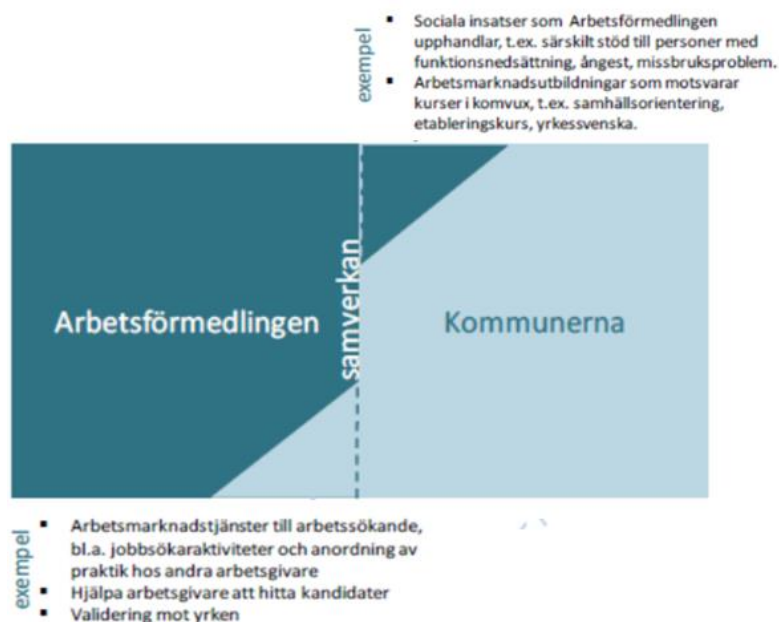 exempel
▪ Sociala insatser som Arbetsförmedlingen
upphandlar, t.ex. särskilt stöd till personer med
funktionsnedsättning, ångest, missbruksproblem.
▪ Arbetsmarknadsutbildningar som motsvarar
kurser i komvux, t.ex. samhällsorientering,
etableringskurs, yrkessvenska.
Arbetsförmedlingen
samverkan
Kommunerna
exempel
▪ Arbetsmarknadstjänster till arbetssökande,
bl.a. jobbsökaraktiviteter och anordning av
praktik hos andra arbetsgivare
▪ Hjälpa arbetsgivare att hitta kandidater
▪ Validering mot yrken